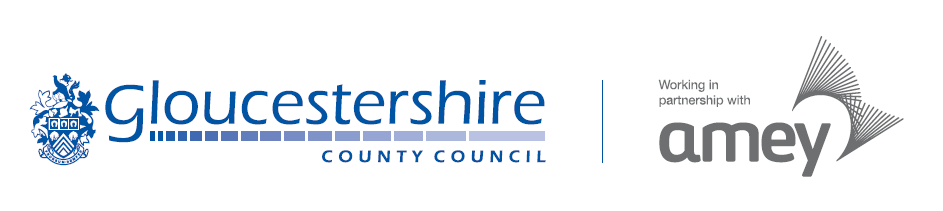 Gloucestershire
COUNTY COUNCIL
Working in
partnership with
amey